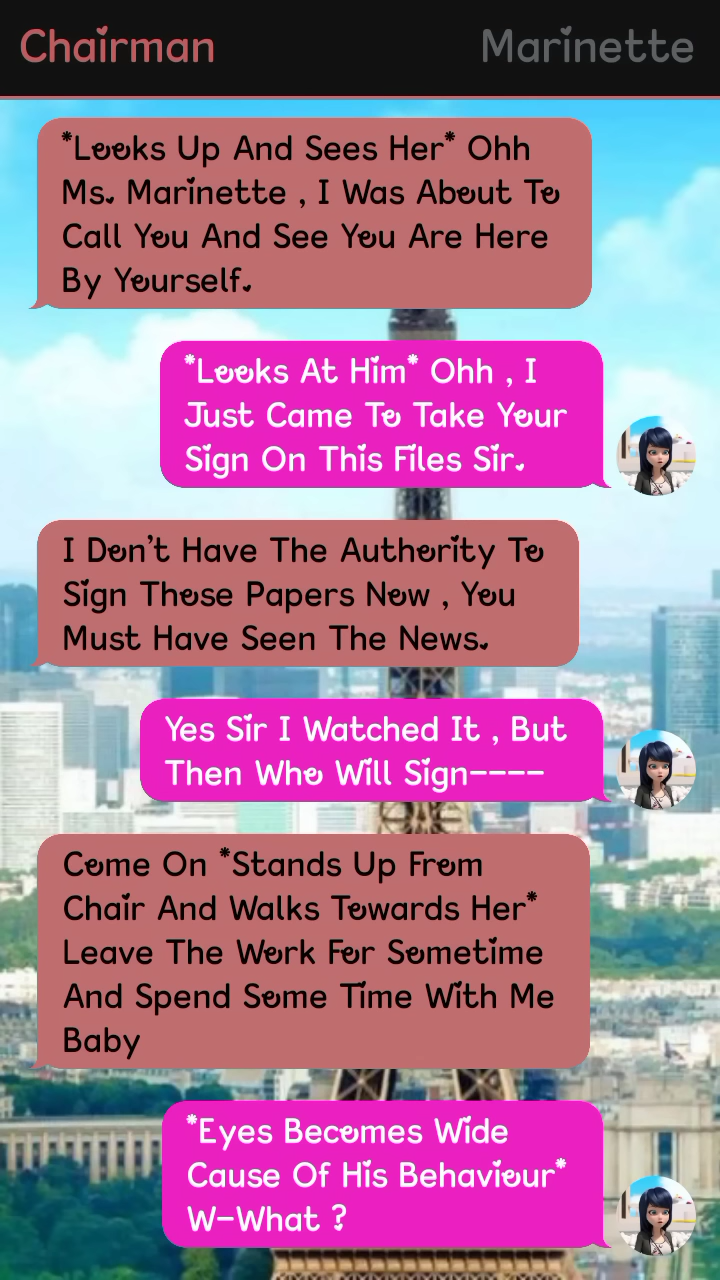 Chairman
Marinette
*Looks Up And Sees Her* Ohh
Ms. Marinette , I Was About To
Call You And See You Are Here
By Yourself.
*Looks At Him* Ohh , I
Just Came To Take Your
Sign On This Files Sir.
I Don't Have The Authority To
Sign Those Papers Now , You
Must Have Seen The News.
Yes Sir I Watched It , But
Then Who Will Sign----
Come On *Stands Up From
Chair And Walks Towards Her*
Leave The Work For Sometime
And Spend Some Time With Me
Baby
*Eyes Becomes Wide
Cause Of His Behaviour*
W-What ?